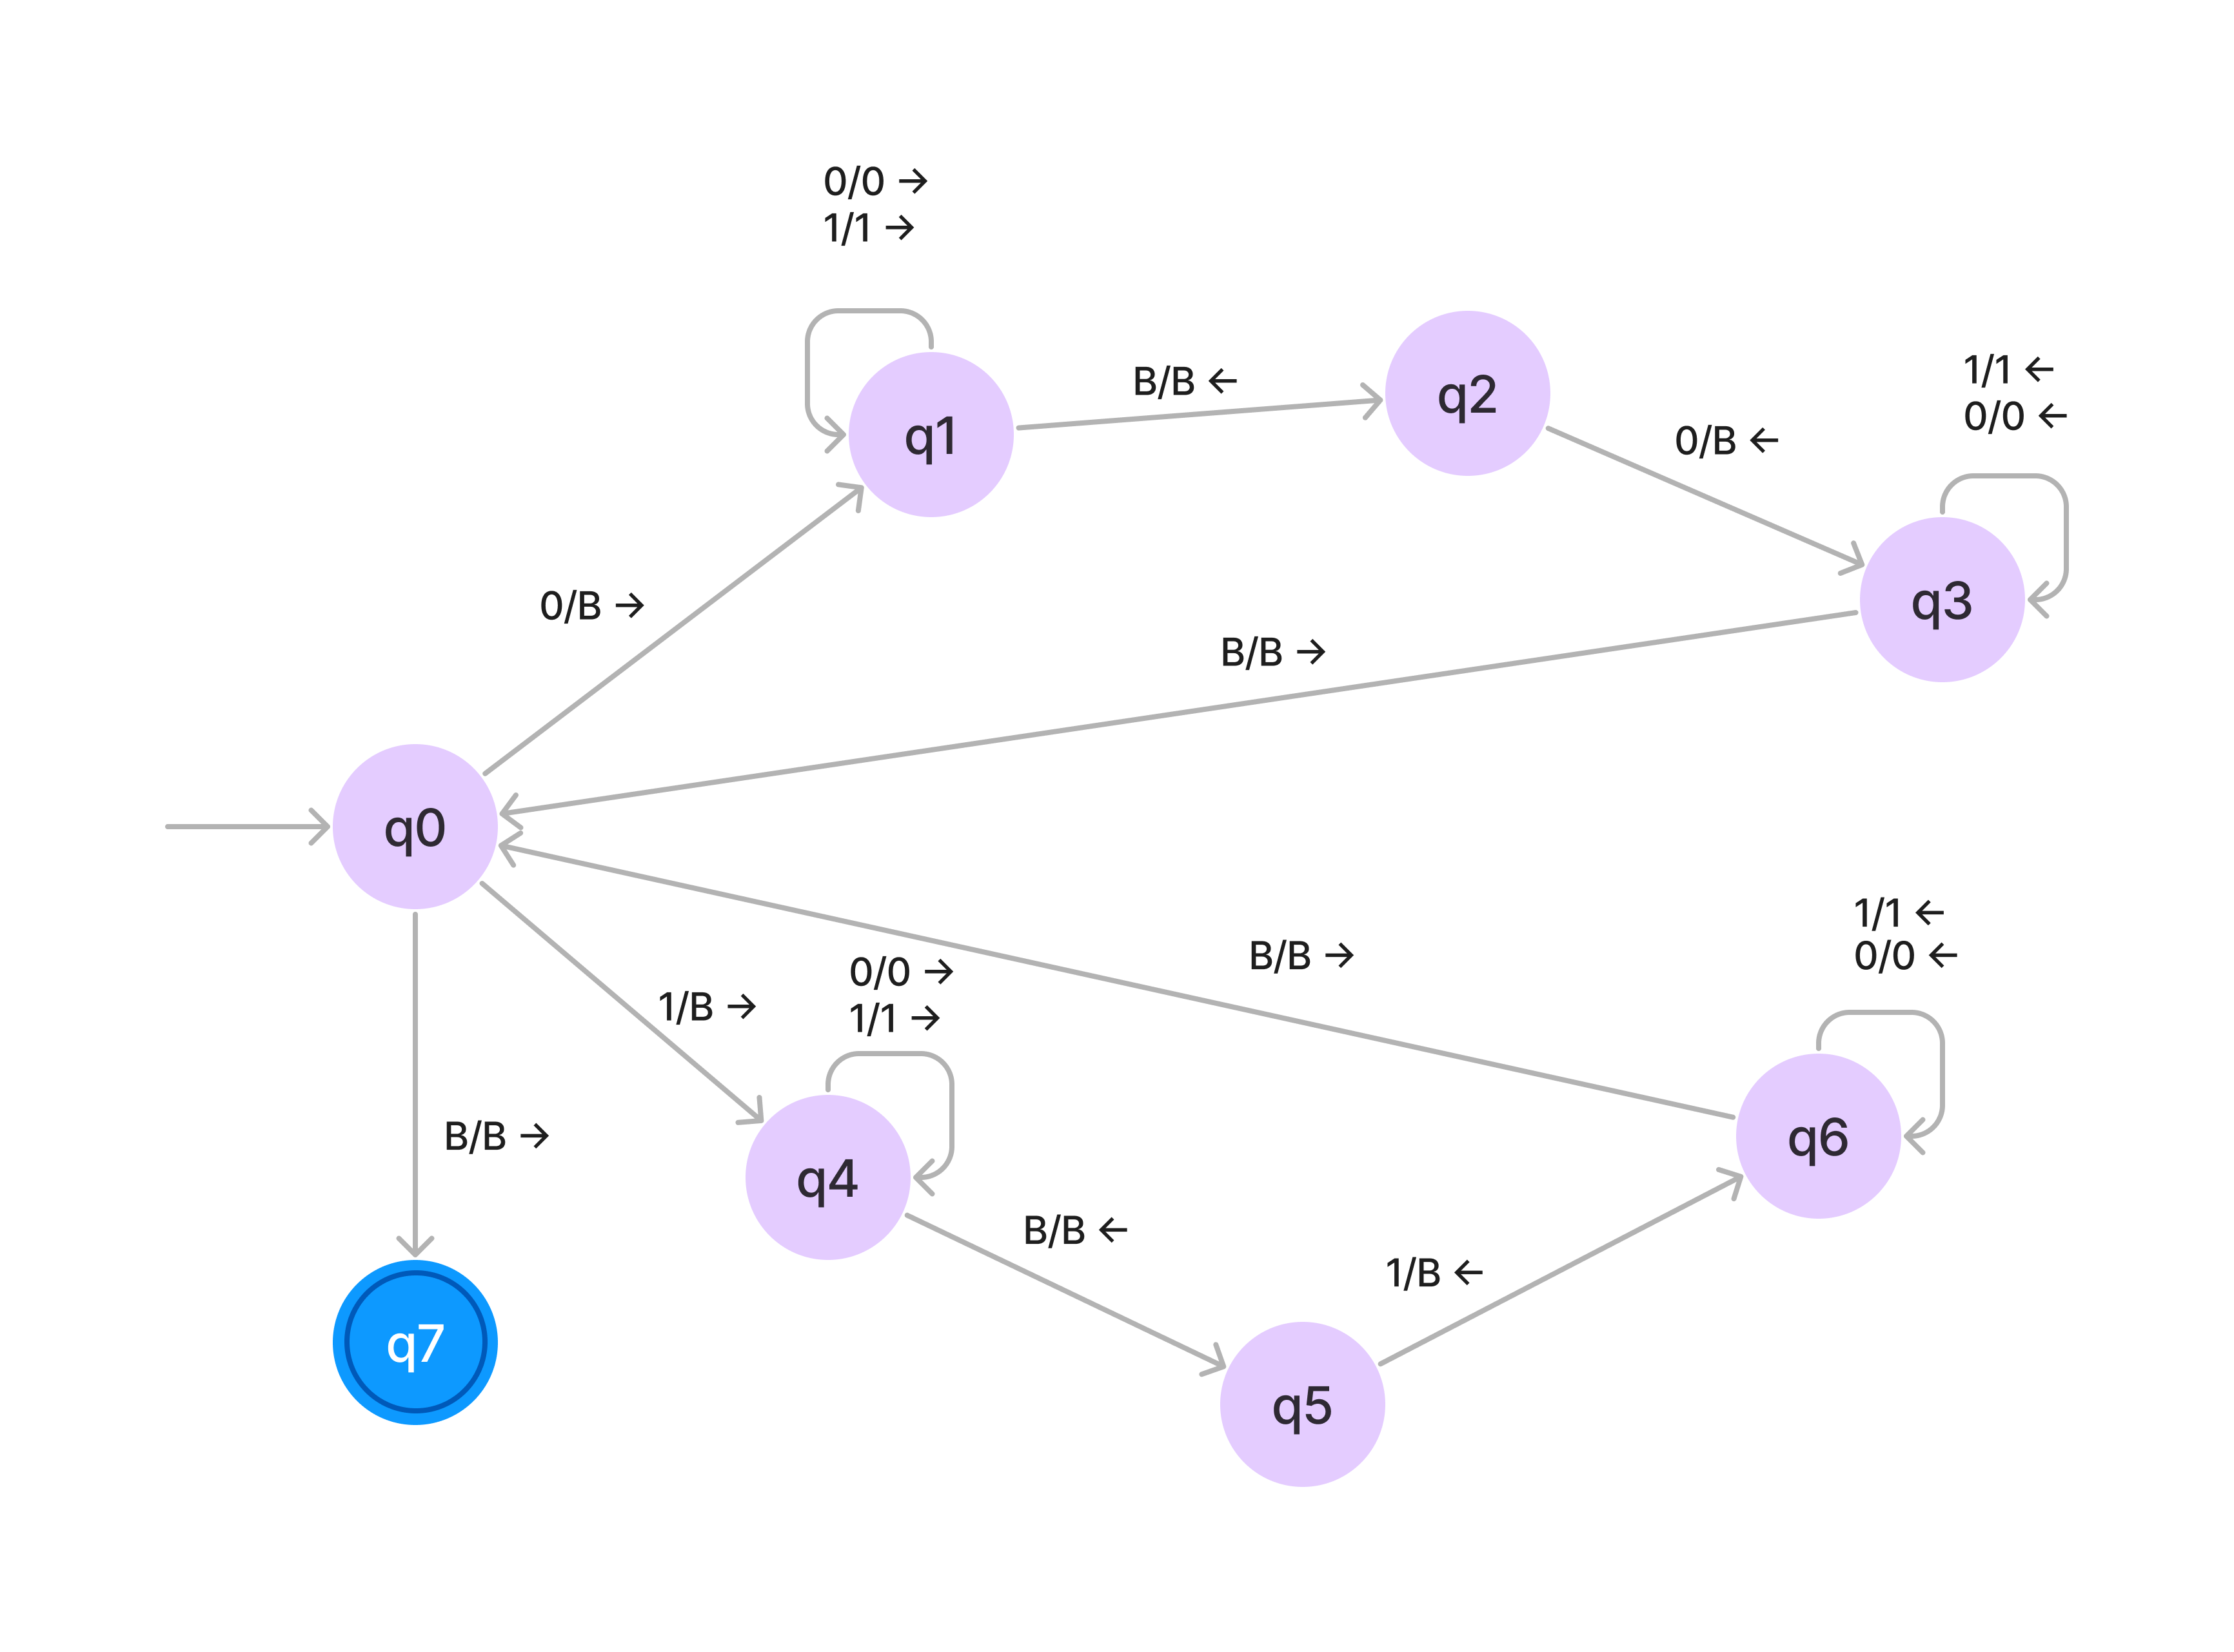 0/0 →
1/1 →
B/B ←
q2
1/1 ←
0/0 ←
q1
0/B ←
0/B →
q3
B/B →
q0
1/1 ←
0/0 ←
B/B →
0/0 →
1/B →
1/1 →
B/B →
q4
q6
B/B ←
1/B ←
q7
q5